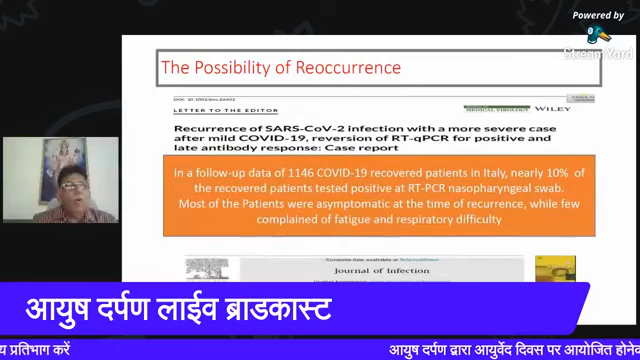 Powered by
StreamYard
The Possibility of Reoccurrence
LETTER TO THE EDITOR
MEDICAL VIROLOGY WILEY
Recurrence of SARS-CoV-2 infection with a more severe case
after mild COVID-19, reversion of RT-qPCR for positive and
late antibody response: Case report
In a follow-up data of 1146 COVID-19 recovered patients in Italy, nearly 10% of
the recovered patients tested positive at RT-PCR nasopharyngeal swab.
Most of the Patients were asymptomatic at the time of recurrence, while few
complained of fatigue and respiratory difficulty
Journal of Infection
आयुष दर्पण लाईव ब्राडकास्ट
य प्रतिभाग करें आयुष दर्पण द्वारा आयुर्वेद दिवस पर आयोजित